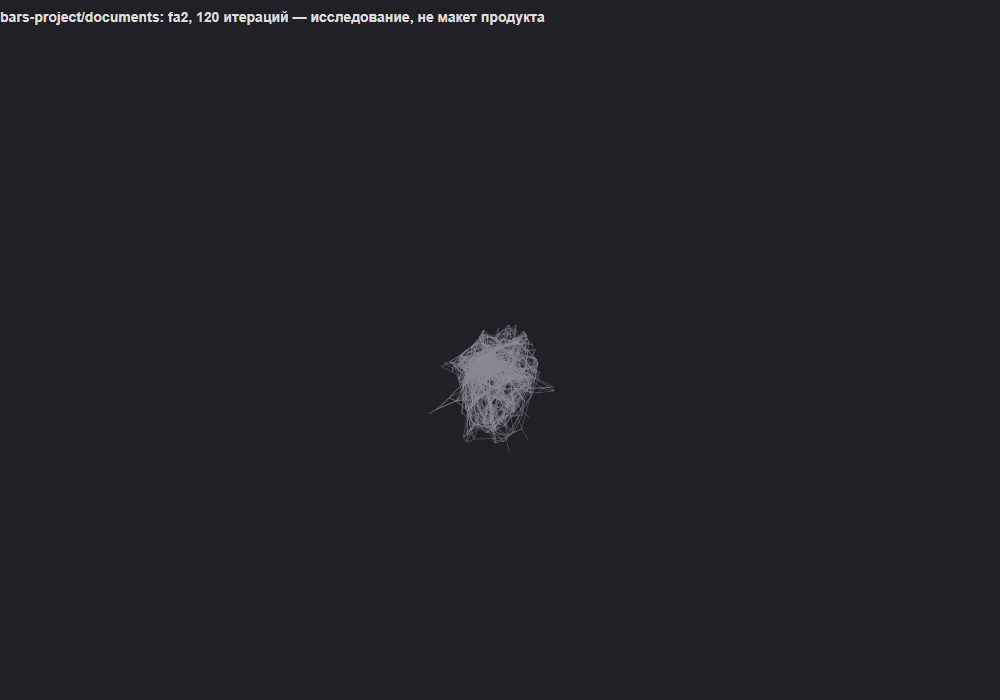 bars-project/documents: fa2, 120 итераций — исследование, не макет продукта